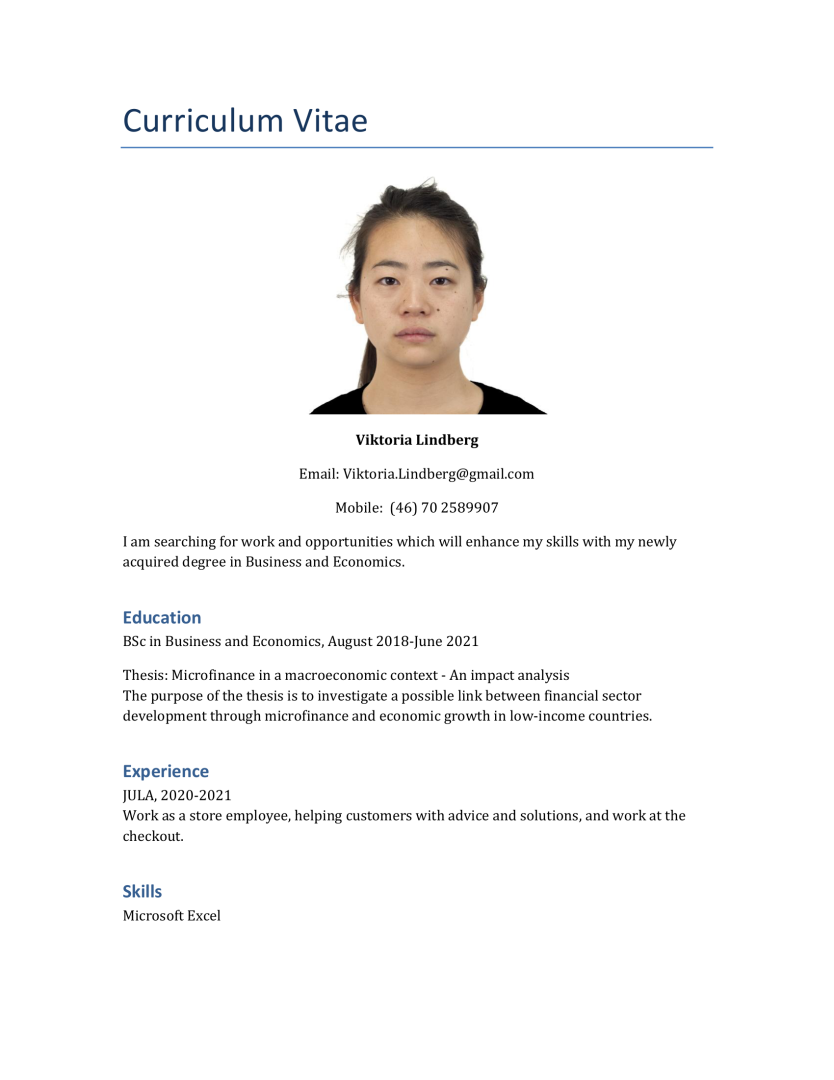 Curriculum Vitae
Viktoria Lindberg
Email: Viktoria.Lindberg@gmail.com
Mobile:  (46) 70 2589907
I am searching for work and opportunities which will enhance my skills with my newly
acquired degree in Business and Economics.
Education
BSc in Business and Economics, August 2018-June 2021
Thesis: Microfinance in a macroeconomic context - An impact analysis
The purpose of the thesis is to investigate a possible link between financial sector
development through microfinance and economic growth in low-income countries.
Experience
JULA, 2020-2021
Work as a store employee, helping customers with advice and solutions, and work at the
checkout.
Skills
Microsoft Excel